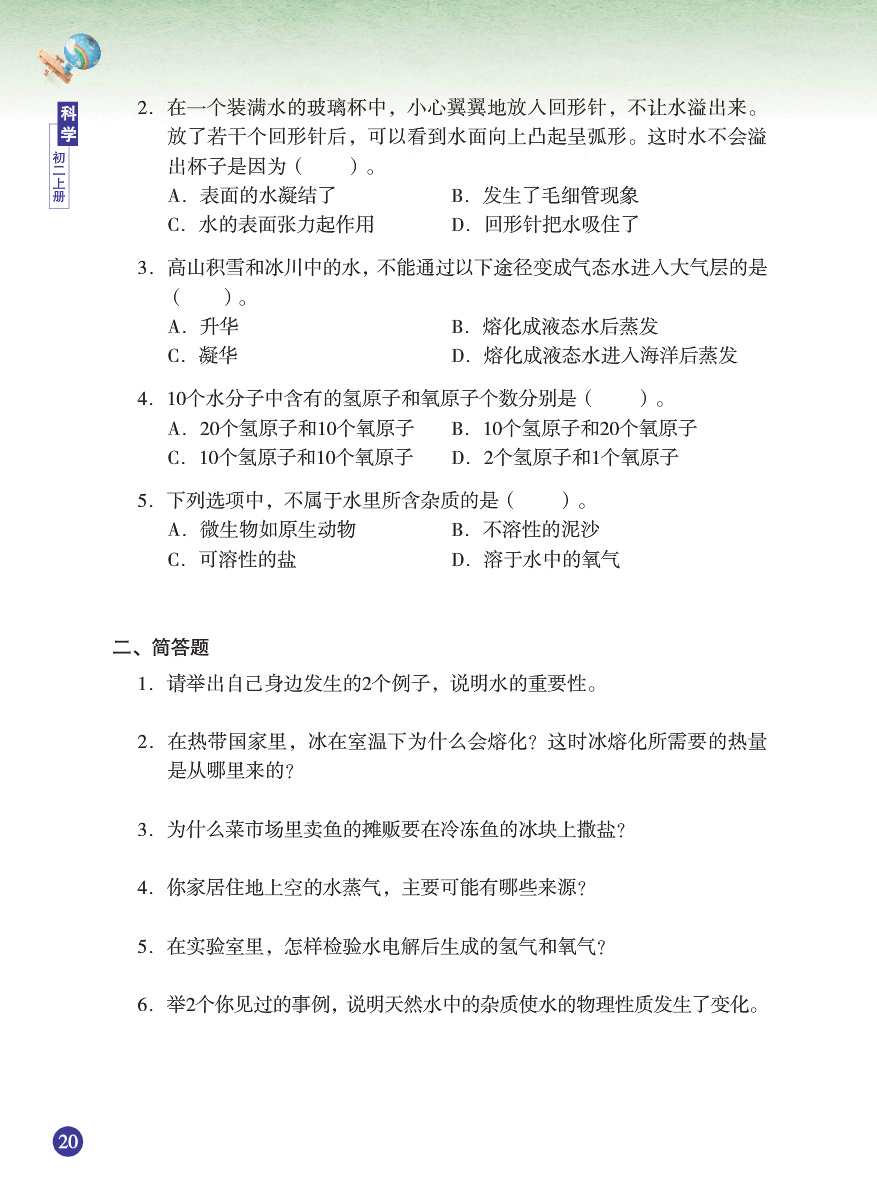 科学
初二上册
2. 在一个装满水的玻璃杯中，小心翼翼地放入回形针，不让水溢出来。
放了若干个回形针后，可以看到水面向上凸起呈弧形。这时水不会溢
出杯子是因为（　　）。
A. 表面的水凝结了　　B. 发生了毛细管现象
C. 水的表面张力起作用　　D. 回形针把水吸住了
3. 高山积雪和冰川中的水，不能通过以下途径变成气态水进入大气层的是
（　　）。
A. 升华　　B. 熔化成液态水后蒸发
C. 凝华　　D. 熔化成液态水进入海洋后蒸发
4. 10个水分子中含有的氢原子和氧原子个数分别是（　　）。
A. 20个氢原子和10个氧原子　　B. 10个氢原子和20个氧原子
C. 10个氢原子和10个氧原子　　D. 2个氢原子和1个氧原子
5. 下列选项中，不属于水里所含杂质的是（　　）。
A. 微生物如原生动物　　B. 不溶性的泥沙
C. 可溶性的盐　　D. 溶于水中的氧气
二、简答题
1. 请举出自己身边发生的2个例子，说明水的重要性。
2. 在热带国家里，冰在室温下为什么会熔化？这时冰熔化所需要的热量
是从哪里来的？
3. 为什么菜市场里卖鱼的摊贩要在冷冻鱼的冰块上撒盐？
4. 你家居住地上空的水蒸气，主要可能有哪些来源？
5. 在实验室里，怎样检验水电解后生成的氢气和氧气？
6. 举2个你见过的事例，说明天然水中的杂质使水的物理性质发生了变化。
20